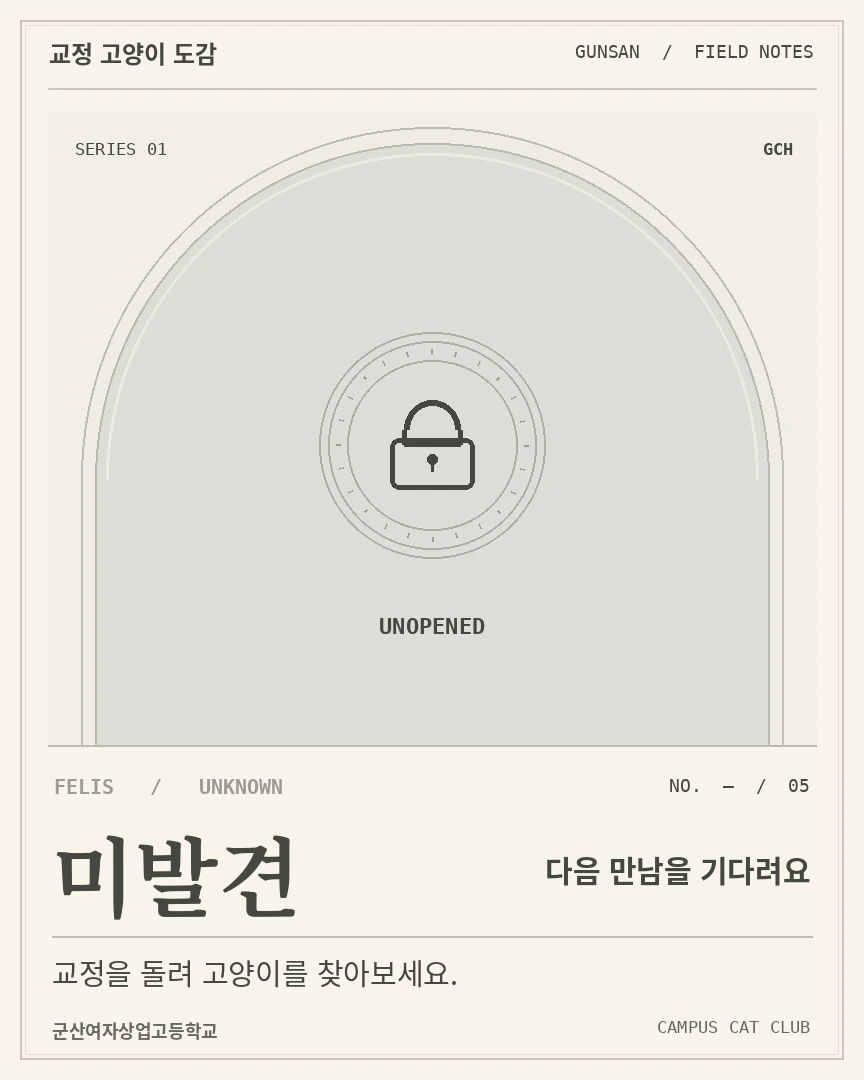 교정 고양이 도감
GUNSAN / FIELD NOTES
SERIES 01
GCH
UNOPENED
FELIS / UNKNOWN
NO. — / 05
미발견
다음 만남을 기다려요
교정을 돌려 고양이를 찾아보세요.
군산여자상업고등학교
CAMPUS CAT CLUB